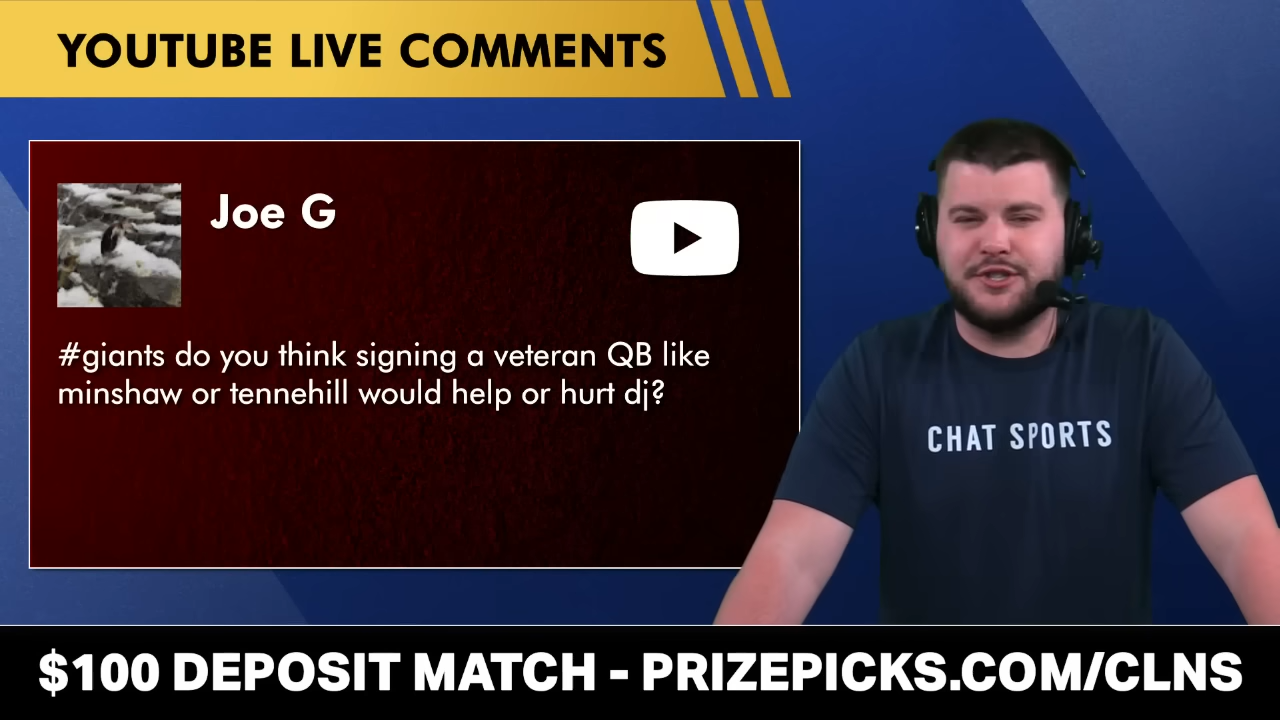 YOUTUBE LIVE COMMENTS
Joe G
#giants do you think signing a veteran QB like
minshaw or tennehill would help or hurt dj?
CHAT SPORTS
$100 DEPOSIT MATCH - PRIZEPICKS.COM/CLNS